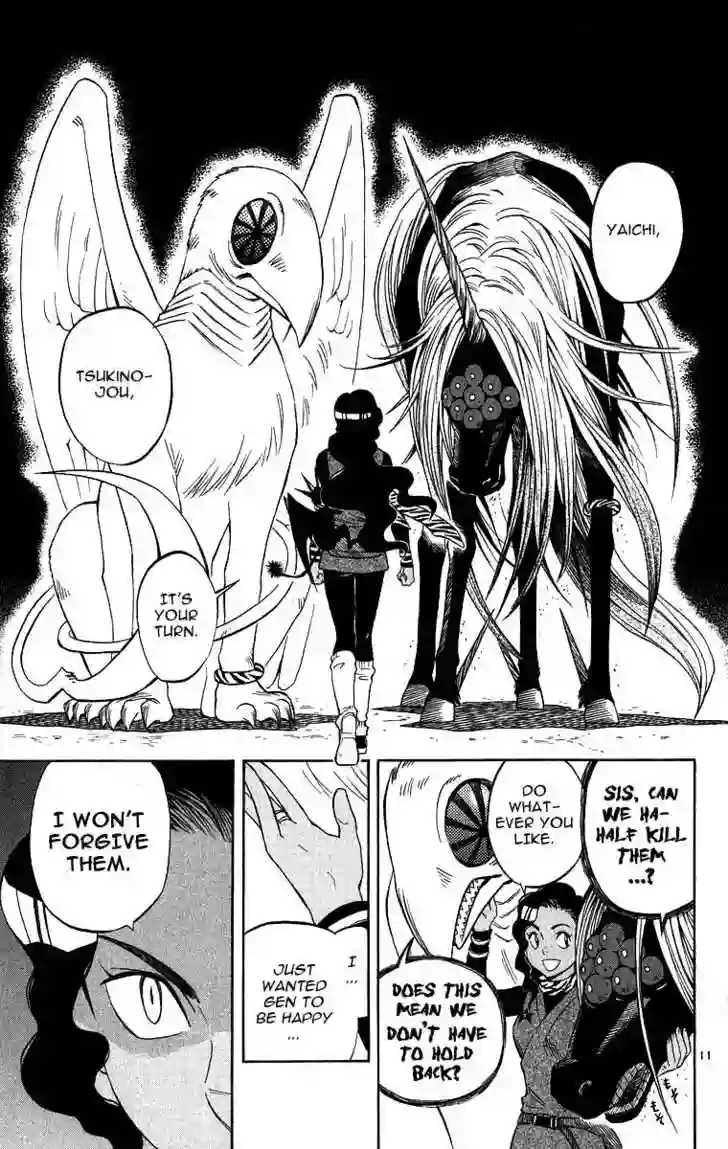 YAICHI,
TSUKINO-
JOU,
IT'S
YOUR
TURN.
SIS, CAN
WE HA-
HALF KILL
THEM
...?
DO
WHAT-
EVER YOU
LIKE.
DOES THIS
MEAN WE
DON'T HAVE
TO HOLD
BACK?
I
...
JUST
WANTED
GEN TO
BE HAPPY
...
I WON'T
FORGIVE
THEM.
11